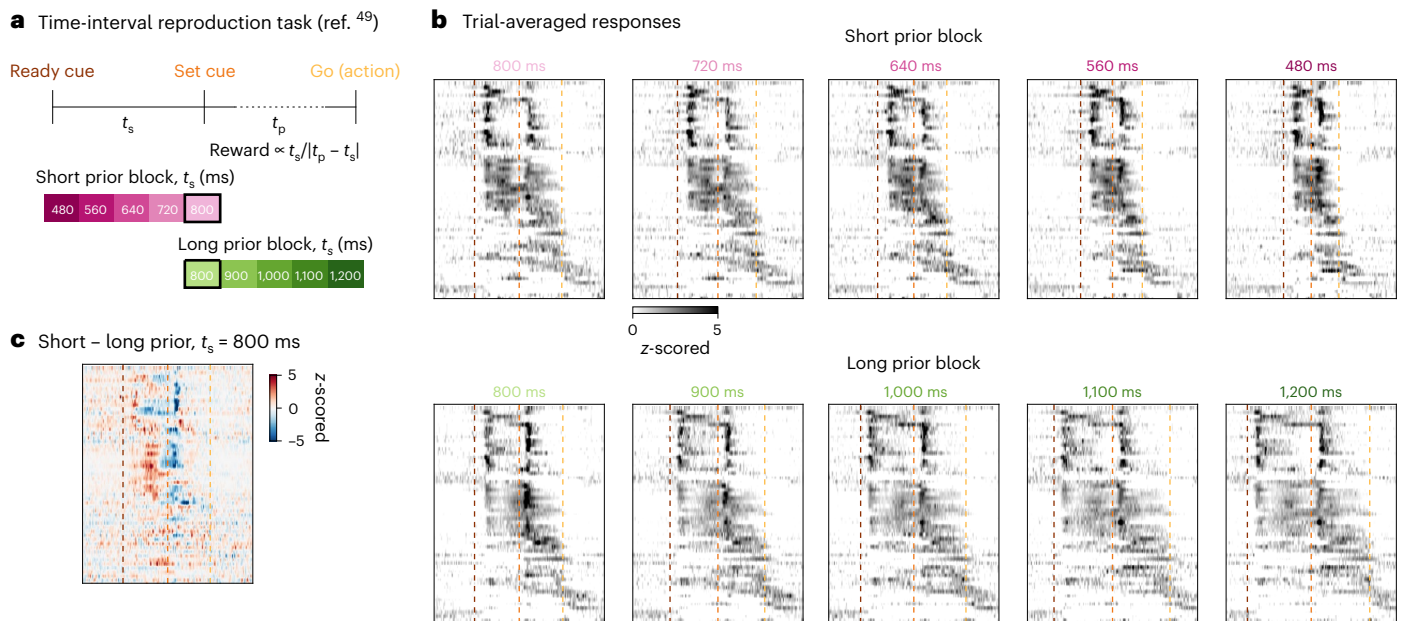 a Time-interval reproduction task (ref. 49)
Ready cue Set cue Go (action)
ts tp
Reward ∝ ts/|tp – ts|
Short prior block, ts (ms)
480 560 640 720 800
Long prior block, ts (ms)
800 900 1,000 1,100 1,200
b Trial-averaged responses
Short prior block
800 ms 720 ms 640 ms 560 ms 480 ms
0 5
z-scored
Long prior block
800 ms 900 ms 1,000 ms 1,100 ms 1,200 ms
c Short – long prior, ts = 800 ms
5
0
–5
z-scored